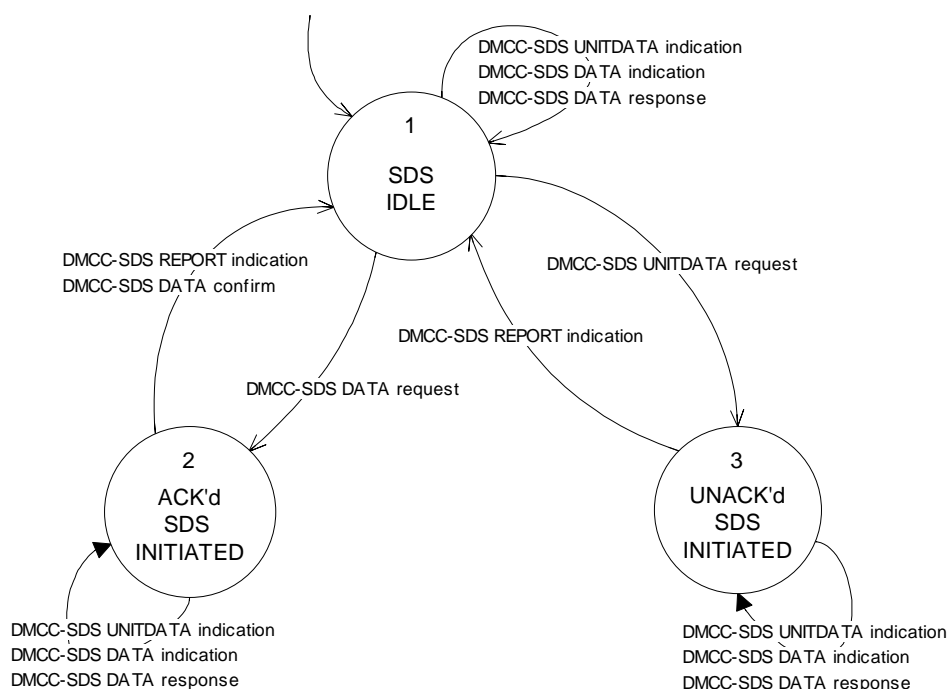 DMCC-SDS UNITDATA indication
DMCC-SDS DATA indication
DMCC-SDS DATA response
1
SDS
IDLE
DMCC-SDS REPORT indication
DMCC-SDS DATA confirm
DMCC-SDS UNITDATA request
DMCC-SDS REPORT indication
DMCC-SDS DATA request
2
ACK'd
SDS
INITIATED
3
UNACK'd
SDS
INITIATED
DMCC-SDS UNITDATA indication
DMCC-SDS DATA indication
DMCC-SDS DATA response
DMCC-SDS UNITDATA indication
DMCC-SDS DATA indication
DMCC-SDS DATA response